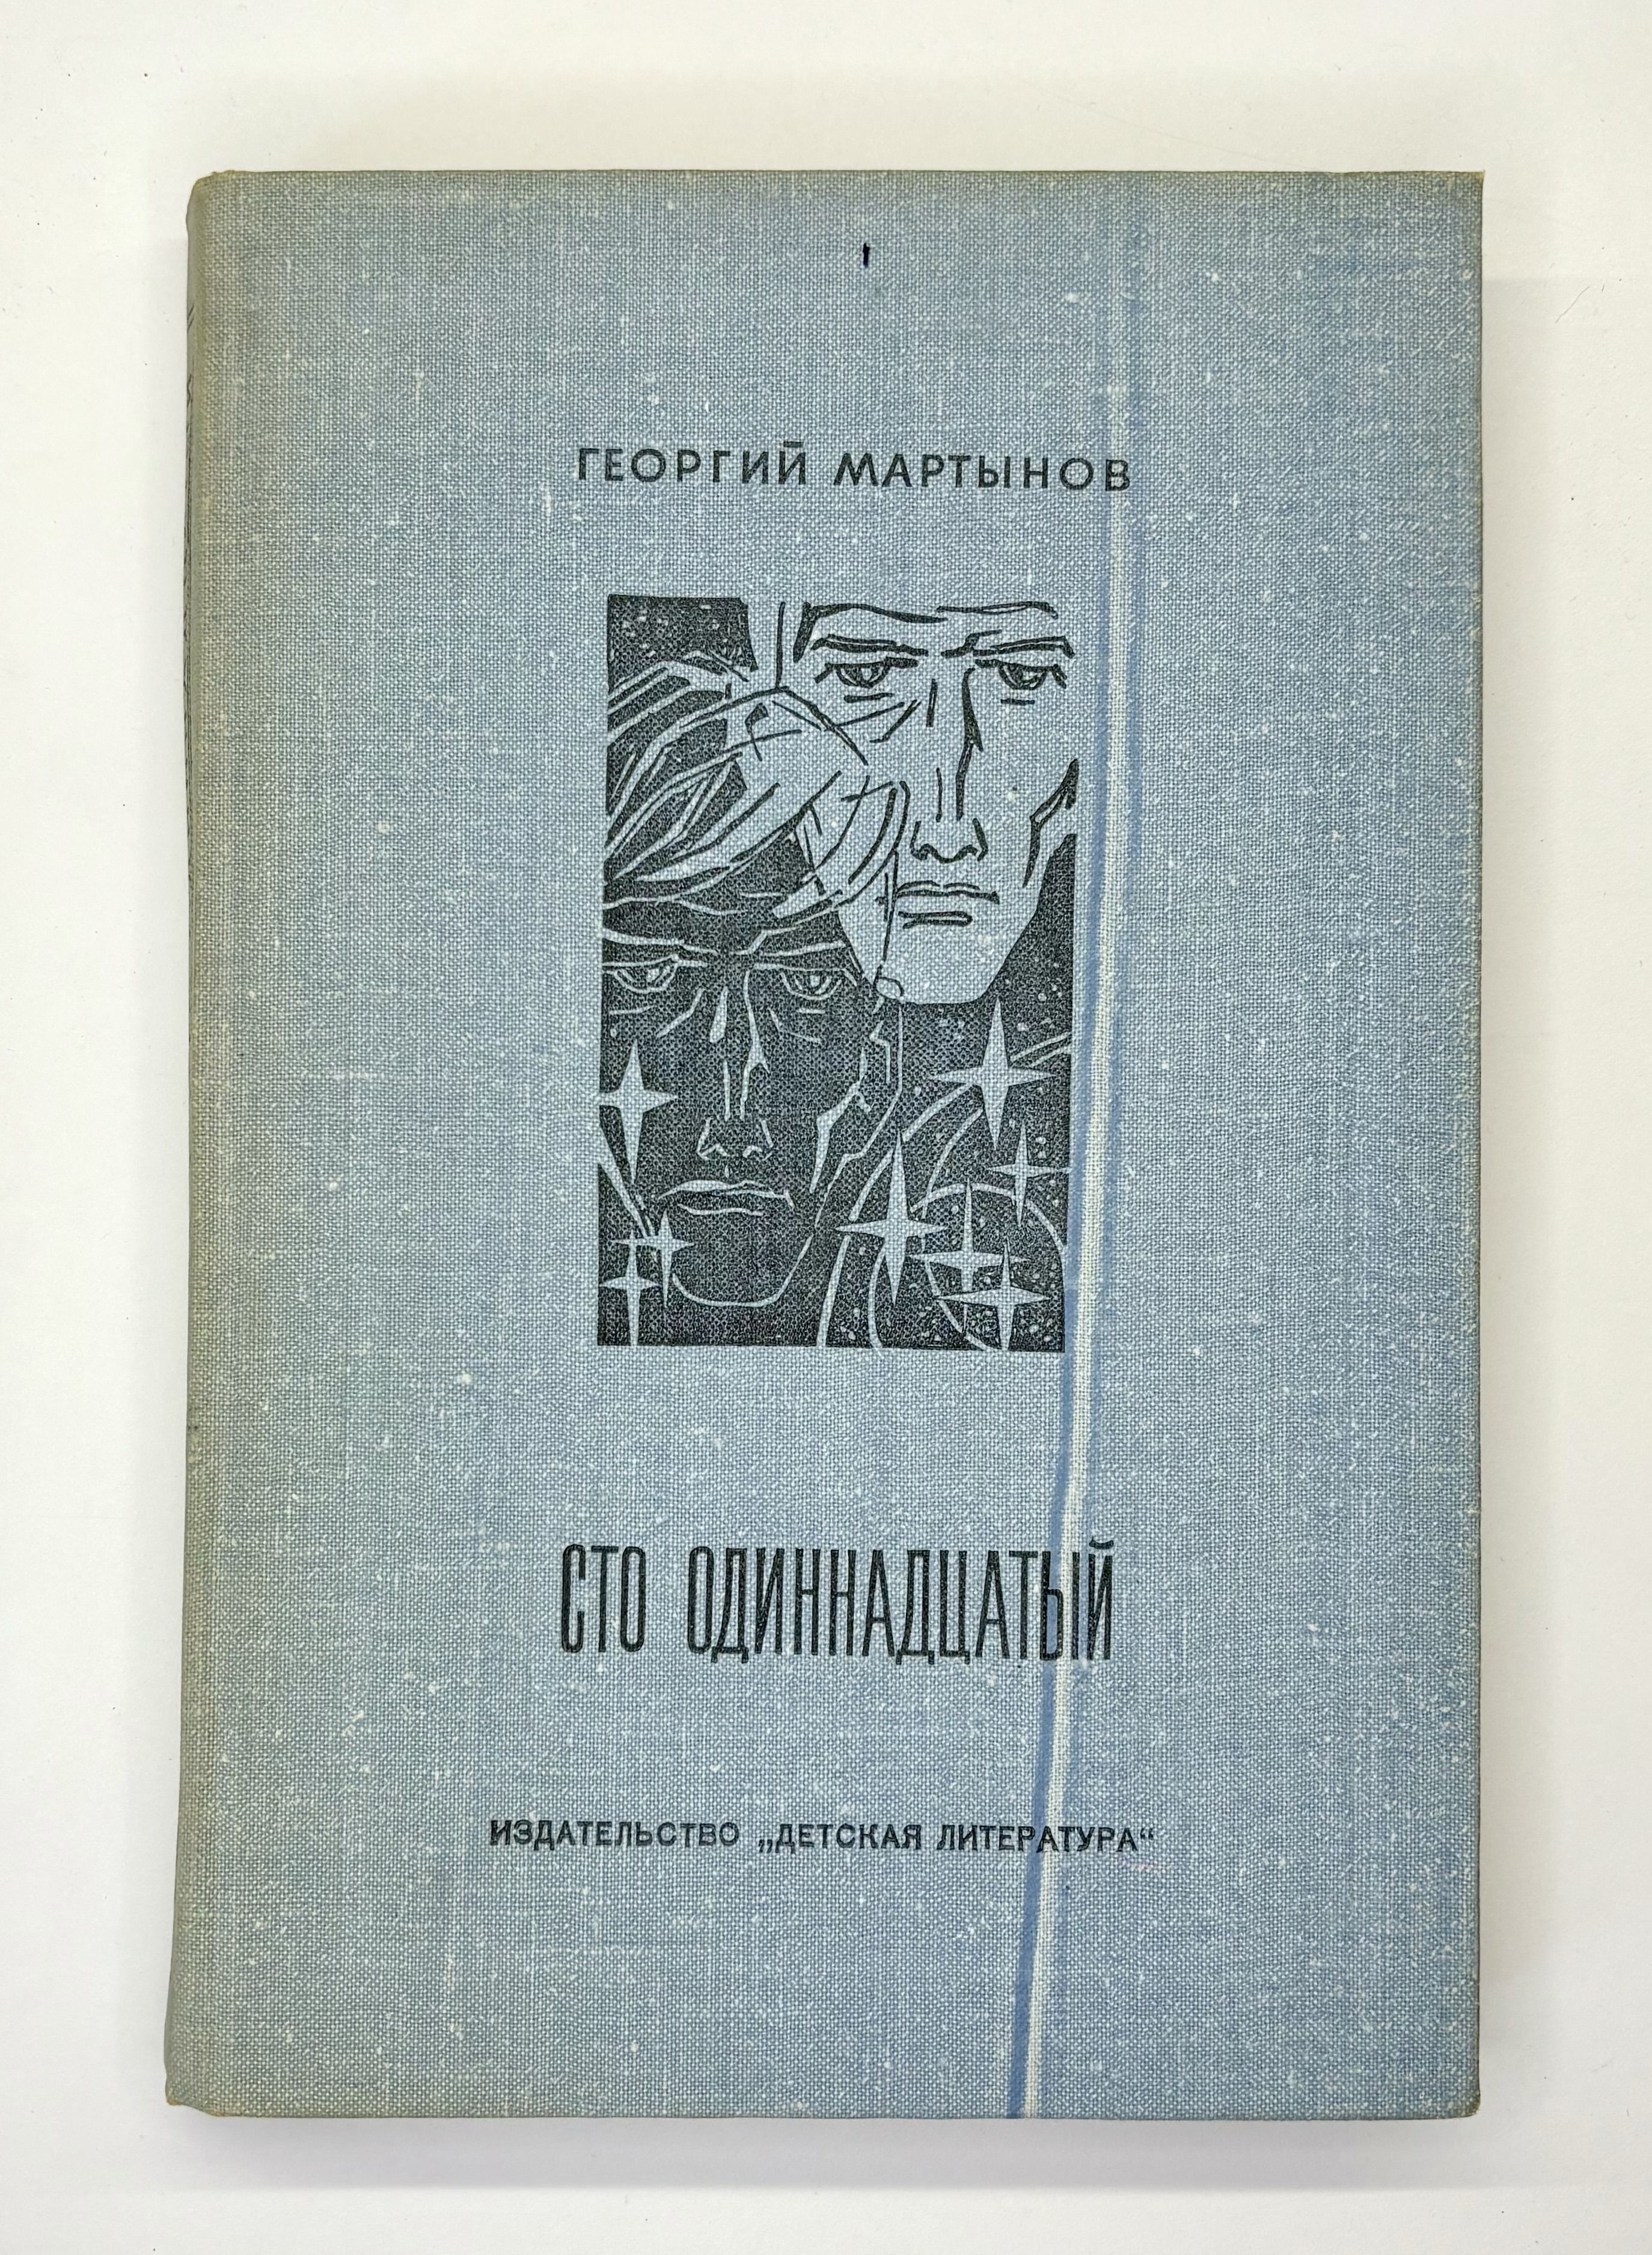 ГЕОРГИЙ МАРТЫНОВ
СТО ОДИННАДЦАТЫЙ
ИЗДАТЕЛЬСТВО „ДЕТСКАЯ ЛИТЕРАТУРА“